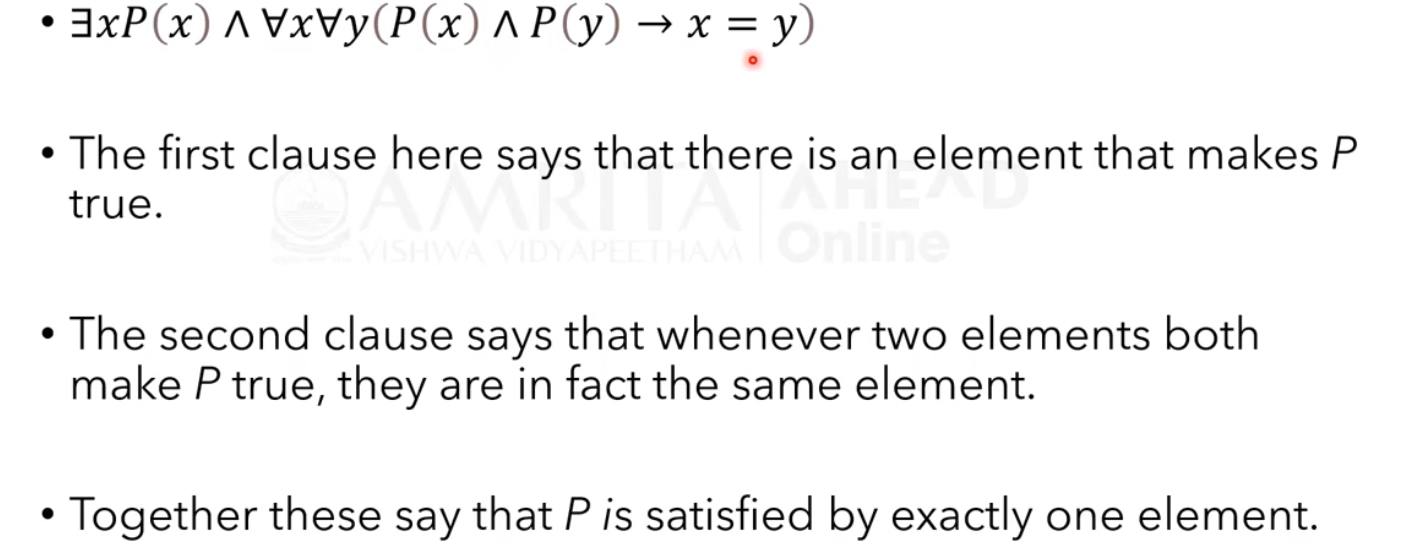 • ∃xP(x) ∧ ∀x∀y(P(x) ∧ P(y) → x = y)
• The first clause here says that there is an element that makes P
true.
AMRITA AHEAD
VISHWA VIDYAPEETHAM Online
• The second clause says that whenever two elements both
make P true, they are in fact the same element.
• Together these say that P is satisfied by exactly one element.